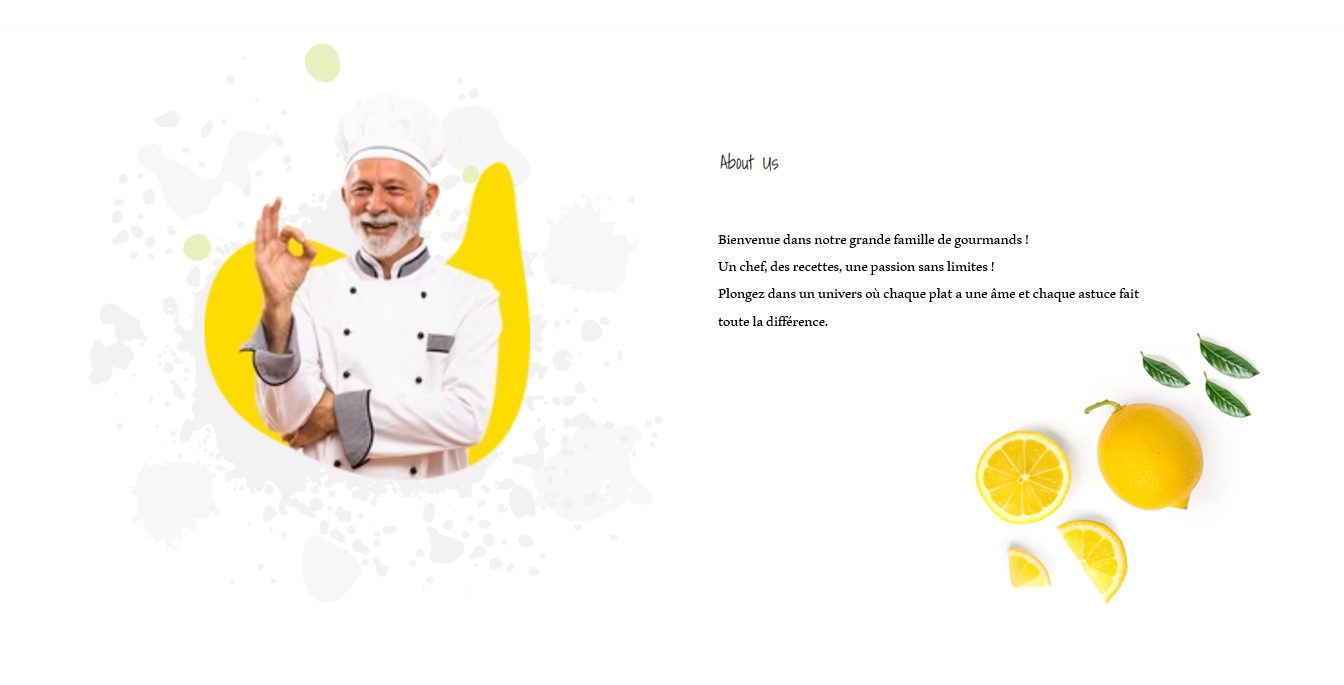 About Us
Bienvenue dans notre grande famille de gourmands !
Un chef, des recettes, une passion sans limites !
Plongez dans un univers où chaque plat a une âme et chaque astuce fait
toute la différence.